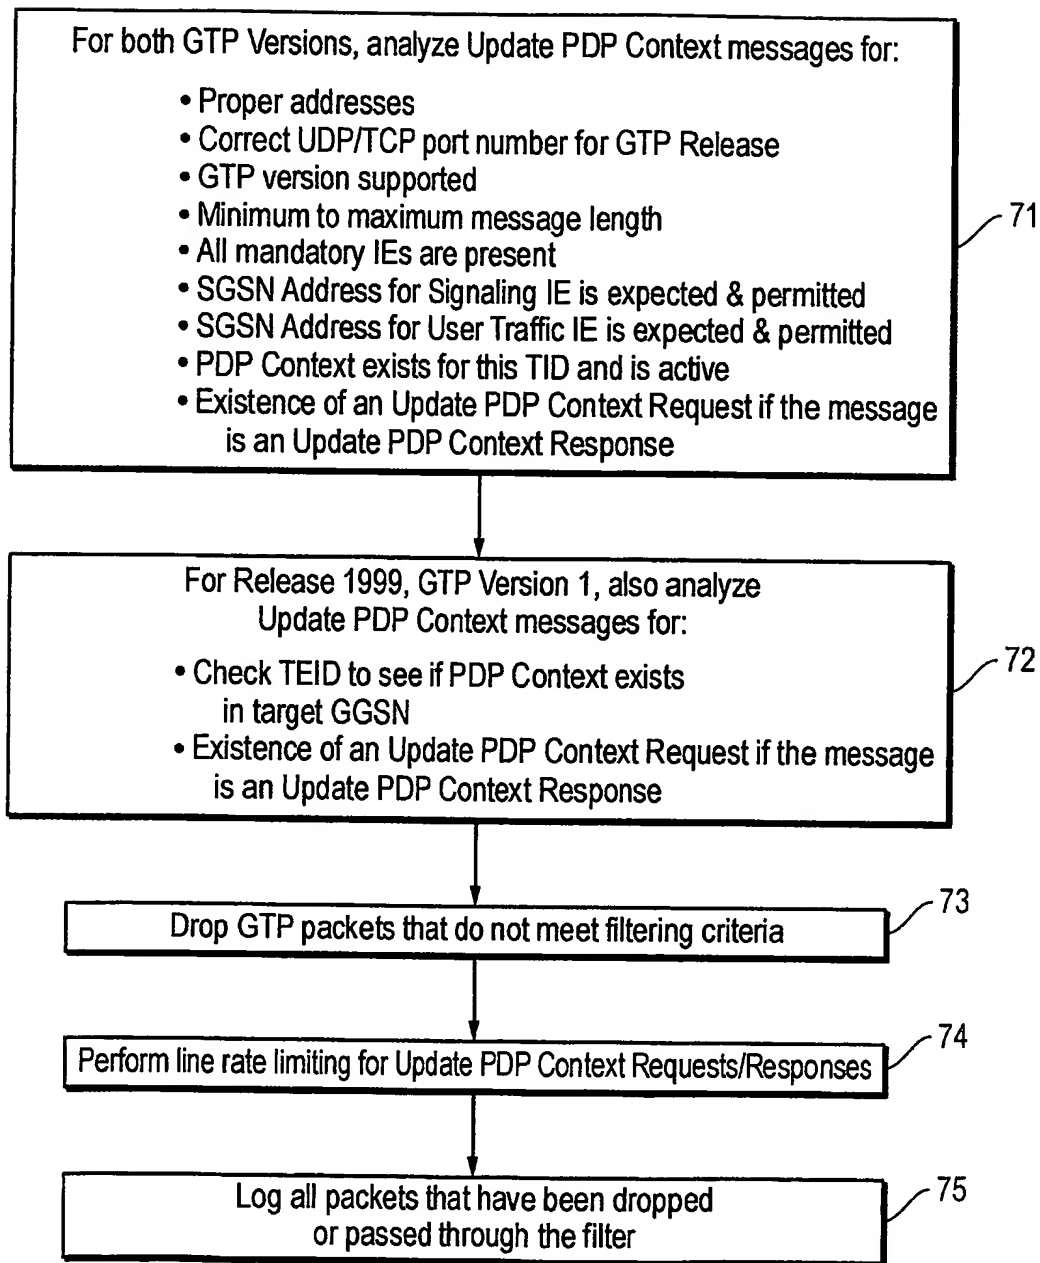 For both GTP Versions, analyze Update PDP Context messages for:
• Proper addresses
• Correct UDP/TCP port number for GTP Release
• GTP version supported
• Minimum to maximum message length
• All mandatory IEs are present
• SGSN Address for Signaling IE is expected & permitted
• SGSN Address for User Traffic IE is expected & permitted
• PDP Context exists for this TID and is active
• Existence of an Update PDP Context Request if the message
is an Update PDP Context Response
71
For Release 1999, GTP Version 1, also analyze
Update PDP Context messages for:
• Check TEID to see if PDP Context exists
in target GGSN
• Existence of an Update PDP Context Request if the message
is an Update PDP Context Response
72
Drop GTP packets that do not meet filtering criteria
73
Perform line rate limiting for Update PDP Context Requests/Responses
74
Log all packets that have been dropped
or passed through the filter
75